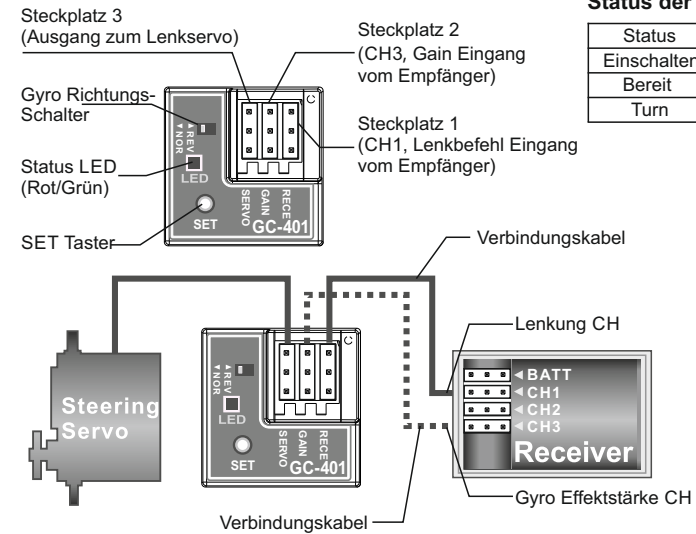 Steckplatz 3
(Ausgang zum Lenkservo)
Steckplatz 2
(CH3, Gain Eingang
vom Empfänger)
Status der
Status
Einschalten
Bereit
Turn
Gyro Richtungs-
Schalter
Steckplatz 1
(CH1, Lenkbefehl Eingang
vom Empfänger)
Status LED
(Rot/Grün)
SET Taster
▲REV
▼NOR
LED
SET
SERVO
GAIN
RECE
GC-401
Verbindungskabel
Lenkung CH
Steering
Servo
▲REV
▼NOR
LED
SET
SERVO
GAIN
RECE
GC-401
◄BATT
◄CH1
◄CH2
◄CH3
Receiver
Gyro Effektstärke CH
Verbindungskabel